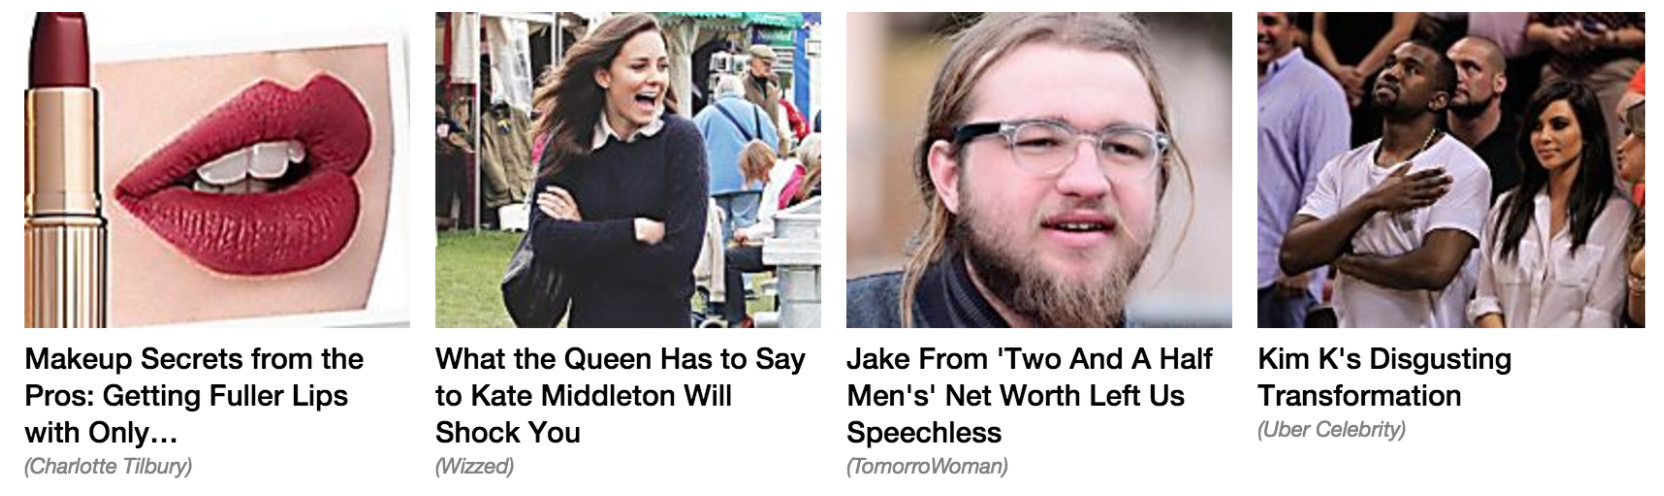 Makeup Secrets from the
Pros: Getting Fuller Lips
with Only...
(Charlotte Tilbury)
What the Queen Has to Say
to Kate Middleton Will
Shock You
(Wizzed)
Jake From 'Two And A Half
Men's' Net Worth Left Us
Speechless
(TomorroWoman)
Kim K's Disgusting
Transformation
(Uber Celebrity)